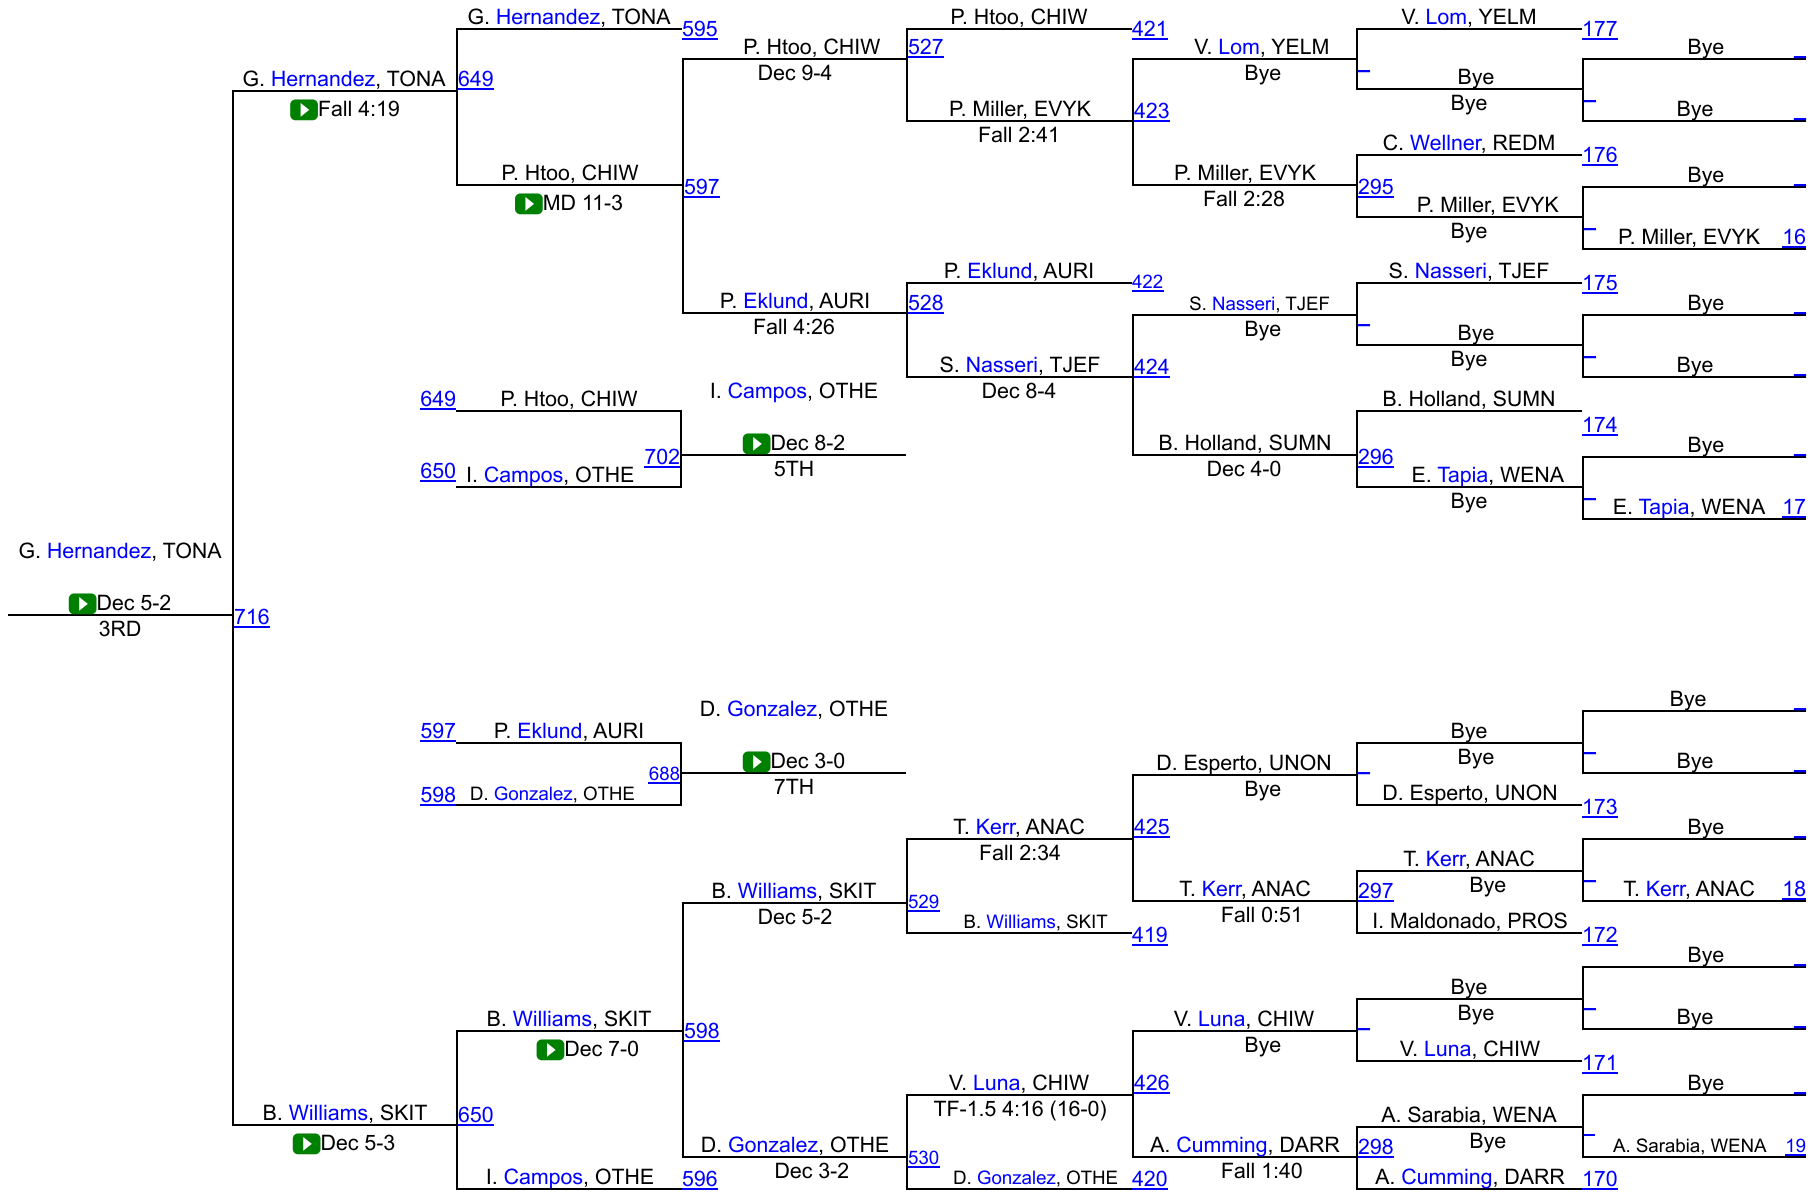 G. Hernandez, TONA
595
P. Htoo, CHIW
421
V. Lom, YELM
177
P. Htoo, CHIW
527
Dec 9-4
V. Lom, YELM
Bye
Bye
G. Hernandez, TONA
649
Fall 4:19
Bye
Bye
P. Miller, EVYK
423
Fall 2:41
Bye
C. Wellner, REDM
176
P. Htoo, CHIW
597
MD 11-3
P. Miller, EVYK
295
Fall 2:28
Bye
P. Miller, EVYK
Bye
P. Miller, EVYK 16
P. Eklund, AURI
422
S. Nasseri, TJEF
175
P. Eklund, AURI
528
Fall 4:26
S. Nasseri, TJEF
Bye
Bye
Bye
Bye
S. Nasseri, TJEF
424
Dec 8-4
Bye
I. Campos, OTHE
649 P. Htoo, CHIW
B. Holland, SUMN
174
702
Dec 8-2
5TH
B. Holland, SUMN
296
Dec 4-0
Bye
650 I. Campos, OTHE
E. Tapia, WENA
Bye
E. Tapia, WENA 17
G. Hernandez, TONA
Dec 5-2
716
3RD
D. Gonzalez, OTHE
Bye
597 P. Eklund, AURI
Bye
Bye
688
Dec 3-0
7TH
D. Esperto, UNON
Bye
Bye
598 D. Gonzalez, OTHE
D. Esperto, UNON
173
T. Kerr, ANAC
425
Fall 2:34
Bye
T. Kerr, ANAC
Bye
B. Williams, SKIT
529
Dec 5-2
T. Kerr, ANAC
297
Fall 0:51
T. Kerr, ANAC 18
B. Williams, SKIT
419
I. Maldonado, PROS
172
Bye
Bye
Bye
B. Williams, SKIT
598
Dec 7-0
V. Luna, CHIW
Bye
Bye
V. Luna, CHIW
171
V. Luna, CHIW
426
TF-1.5 4:16 (16-0)
Bye
B. Williams, SKIT
650
Dec 5-3
A. Sarabia, WENA
Bye
D. Gonzalez, OTHE
530
Dec 3-2
A. Cumming, DARR
298
Fall 1:40
A. Sarabia, WENA 19
I. Campos, OTHE
596
D. Gonzalez, OTHE
420
A. Cumming, DARR
170